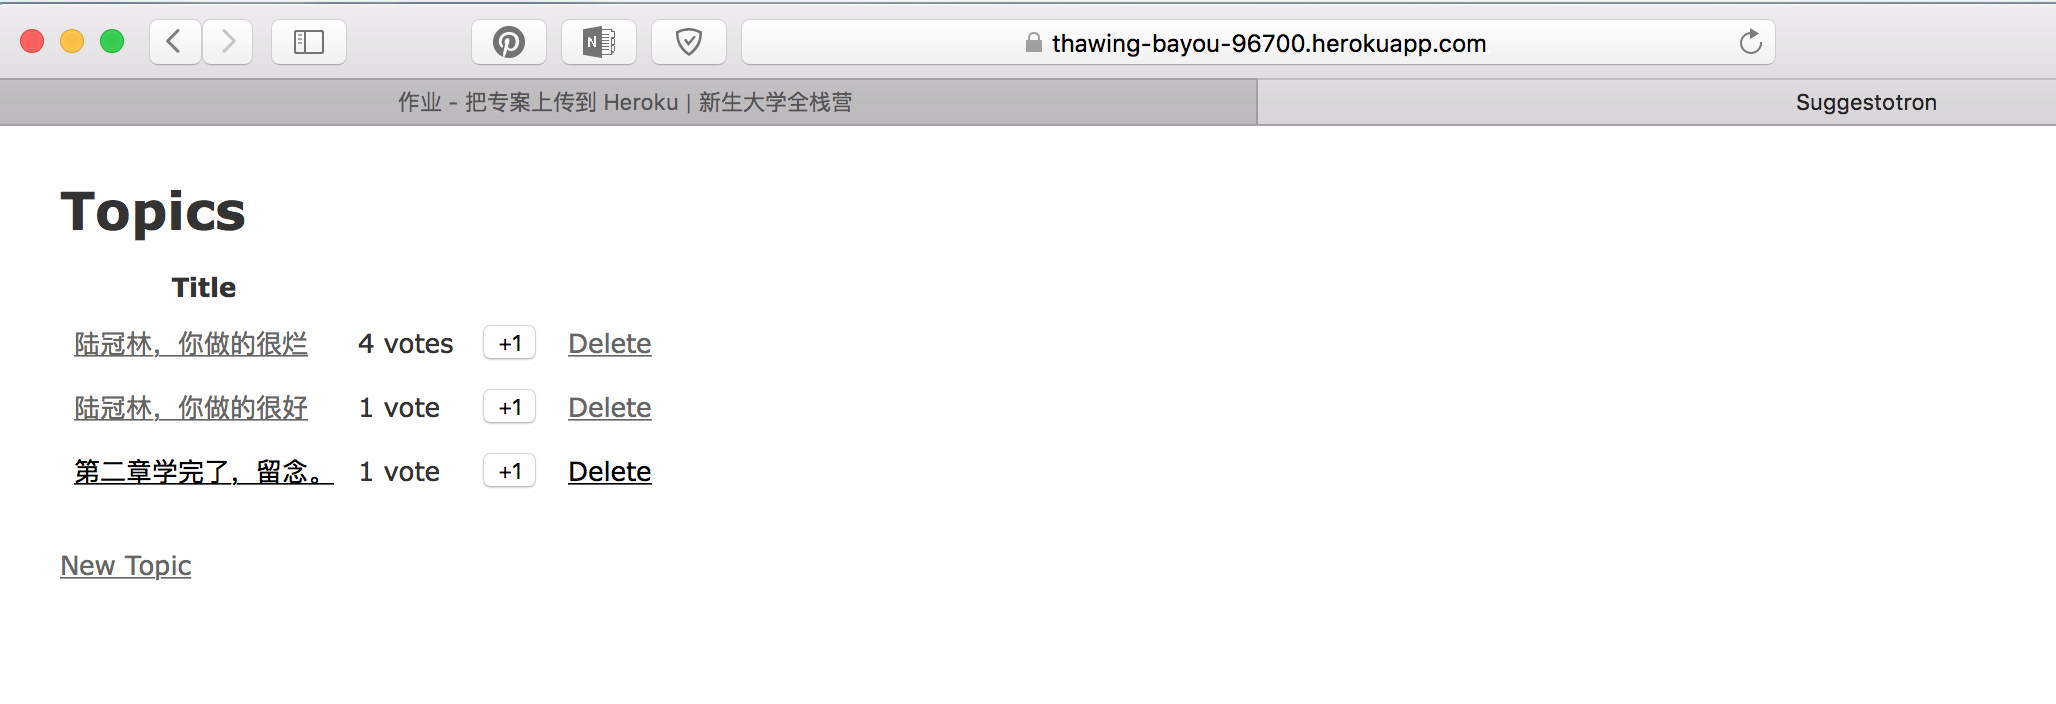 N
thawing-bayou-96700.herokuapp.com
作业 - 把专案上传到 Heroku | 新生大学全栈营
Suggestotron
Topics
Title
陆冠林，你做的很烂 4 votes +1 Delete
陆冠林，你做的很好 1 vote +1 Delete
第二章学完了，留念。 1 vote +1 Delete
New Topic